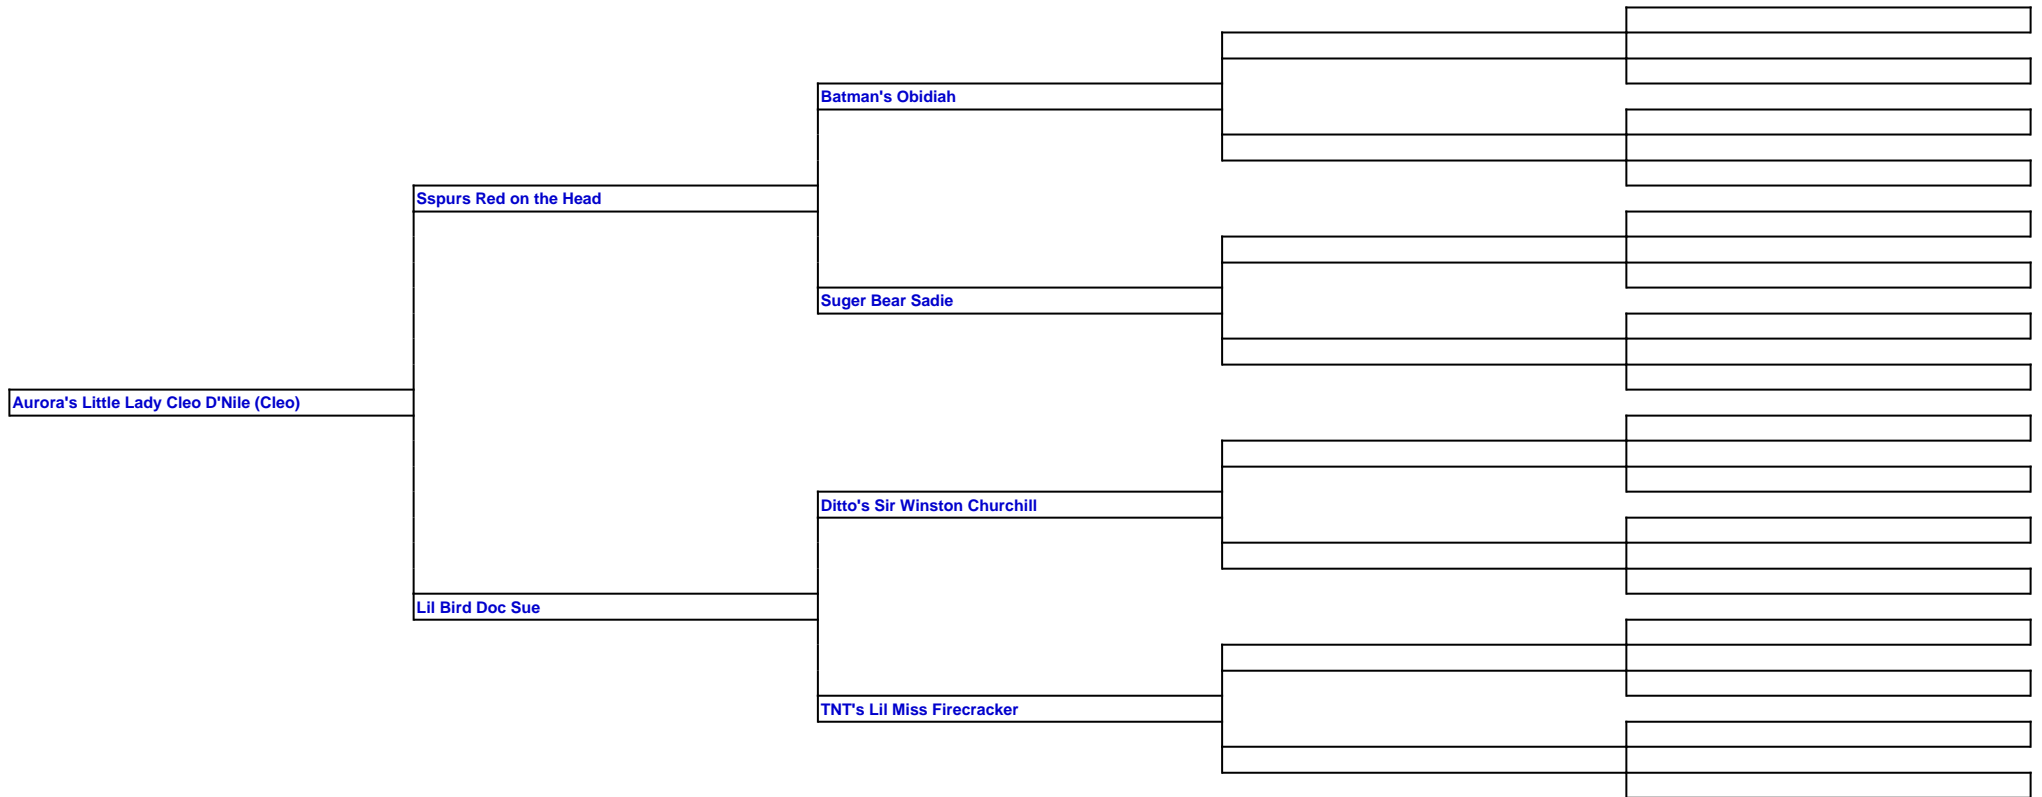 Batman's Obidiah
Sspurs Red on the Head
Suger Bear Sadie
Aurora's Little Lady Cleo D'Nile (Cleo)
Ditto's Sir Winston Churchill
Lil Bird Doc Sue
TNT's Lil Miss Firecracker